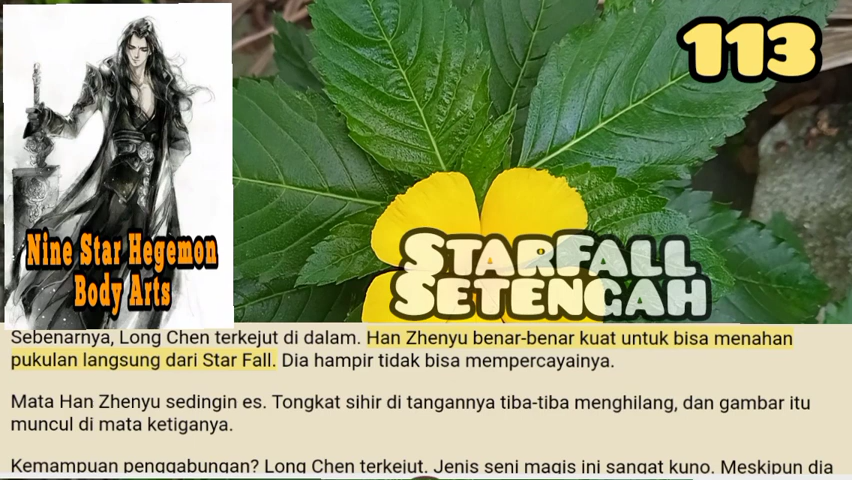 113
Nine Star Hegemon
Body Arts
StarFall
Setengah
Sebenarnya, Long Chen terkejut di dalam. Han Zhenyu benar-benar kuat untuk bisa menahan
pukulan langsung dari Star Fall. Dia hampir tidak bisa mempercayainya.
Mata Han Zhenyu sedingin es. Tongkat sihir di tangannya tiba-tiba menghilang, dan gambar itu
muncul di mata ketiganya.
Kemampuan penggabungan? Long Chen terkejut. Jenis seni magis ini sangat kuno. Meskipun dia